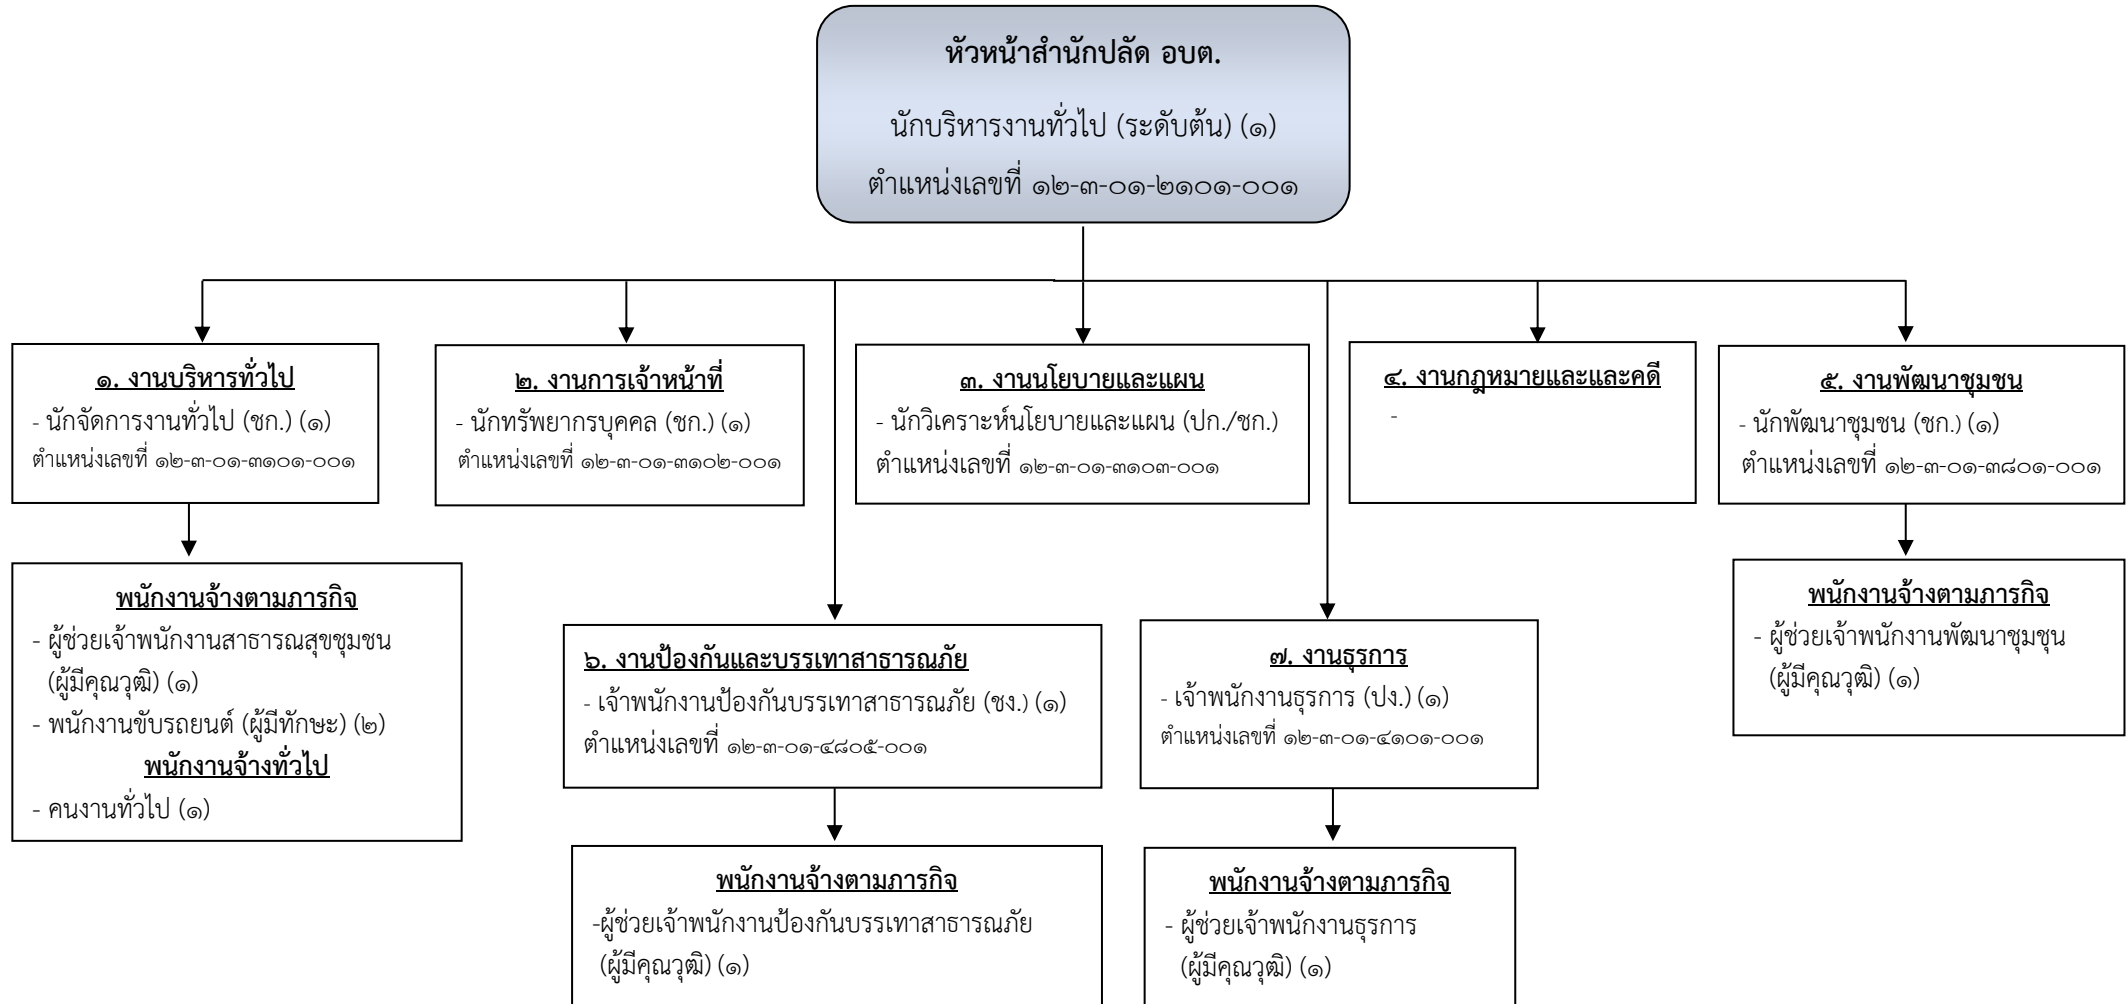 หัวหน้าสำนักปลัด อบต.
นักบริหารงานทั่วไป (ระดับต้น) (๑)
ตำแหน่งเลขที่ ๑๒-๓-๐๑-๒๑๐๑-๐๐๑
๑. งานบริหารทั่วไป
- นักจัดการงานทั่วไป (ชก.) (๑)
ตำแหน่งเลขที่ ๑๒-๓-๐๑-๓๑๐๑-๐๐๑
๒. งานการเจ้าหน้าที่
- นักทรัพยากรบุคคล (ชก.) (๑)
ตำแหน่งเลขที่ ๑๒-๓-๐๑-๓๑๐๒-๐๐๑
๓. งานนโยบายและแผน
- นักวิเคราะห์นโยบายและแผน (ปก./ชก.)
ตำแหน่งเลขที่ ๑๒-๓-๐๑-๓๑๐๓-๐๐๑
๔. งานกฎหมายและและคดี
-
๕. งานพัฒนาชุมชน
- นักพัฒนาชุมชน (ชก.) (๑)
ตำแหน่งเลขที่ ๑๒-๓-๐๑-๓๘๐๑-๐๐๑
พนักงานจ้างตามภารกิจ
- ผู้ช่วยเจ้าพนักงานสาธารณสุขชุมชน
(ผู้มีคุณวุฒิ) (๑)
- พนักงานขับรถยนต์ (ผู้มีทักษะ) (๒)
พนักงานจ้างทั่วไป
- คนงานทั่วไป (๑)
พนักงานจ้างตามภารกิจ
- ผู้ช่วยเจ้าพนักงานพัฒนาชุมชุน
(ผู้มีคุณวุฒิ) (๑)
๖. งานป้องกันและบรรเทาสาธารณภัย
- เจ้าพนักงานป้องกันบรรเทาสาธารณภัย (ชง.) (๑)
ตำแหน่งเลขที่ ๑๒-๓-๐๑-๔๘๐๕-๐๐๑
๗. งานธุรการ
- เจ้าพนักงานธุรการ (ปง.) (๑)
ตำแหน่งเลขที่ ๑๒-๓-๐๑-๔๑๐๑-๐๐๑
พนักงานจ้างตามภารกิจ
-ผู้ช่วยเจ้าพนักงานป้องกันบรรเทาสาธารณภัย
(ผู้มีคุณวุฒิ) (๑)
พนักงานจ้างตามภารกิจ
- ผู้ช่วยเจ้าพนักงานธุรการ
(ผู้มีคุณวุฒิ) (๑)